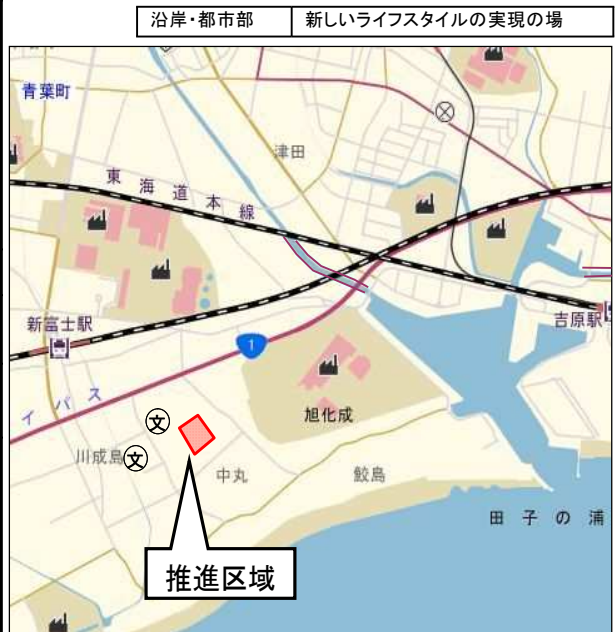 沿岸・都市部 新しいライフスタイルの実現の場
青葉町
津田
東海道本線
新富士駅
吉原駅
1
イパス
旭化成
文
川成島
文
中丸
鮫島
田子の浦
推進区域